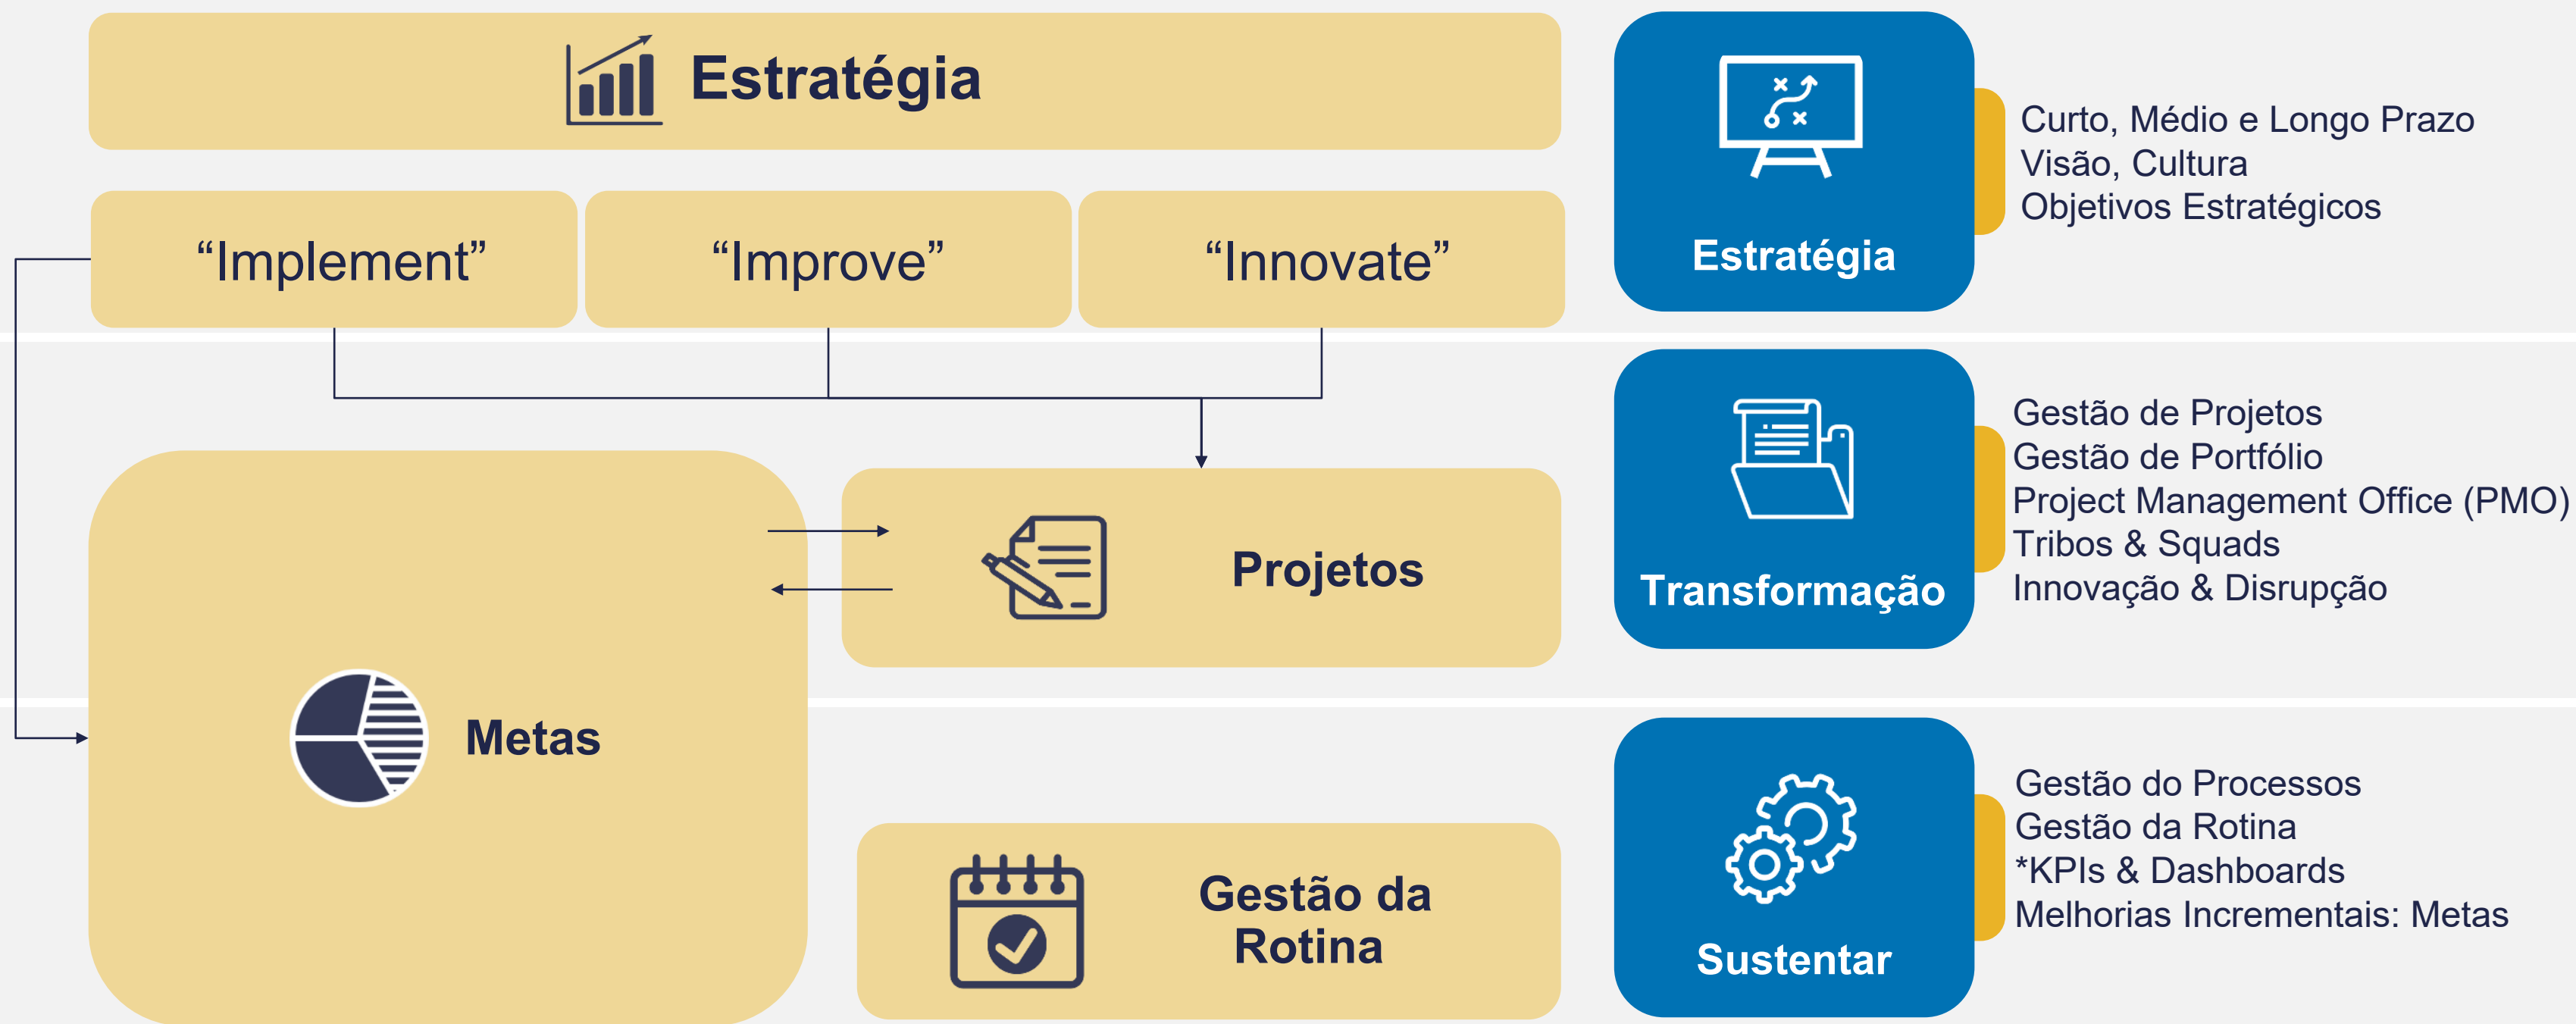 Estratégia
“Implement”
“Improve”
“Innovate”
Estratégia
Curto, Médio e Longo Prazo
Visão, Cultura
Objetivos Estratégicos
Metas
Projetos
Transformação
Gestão de Projetos
Gestão de Portfólio
Project Management Office (PMO)
Tribos & Squads
Innovação & Disrupção
Gestão da
Rotina
Sustentar
Gestão do Processos
Gestão da Rotina
*KPIs & Dashboards
Melhorias Incrementais: Metas